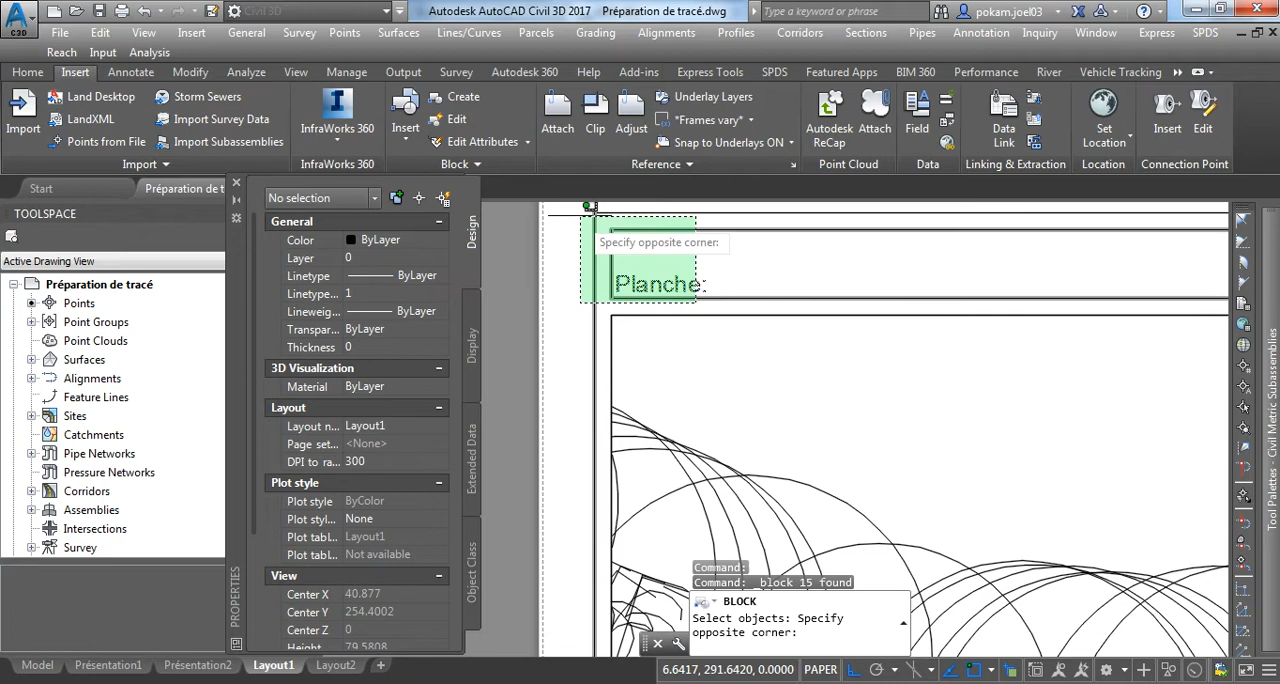 Civil 3D
Autodesk AutoCAD Civil 3D 2017 Préparation de tracé.dwg
Type a keyword or phrase
pokam.joel03
C3D
File Edit View Insert General Survey Points Surfaces Lines/Curves Parcels Grading Alignments Profiles Corridors Sections Pipes Annotation Inquiry Window Express SPDS
Reach Input Analysis
Home Insert Annotate Modify Analyze View Manage Output Survey Autodesk 360 Help Add-ins Express Tools SPDS Featured Apps BIM 360 Performance River Vehicle Tracking
Import
Land Desktop
LandXML
Points from File
Storm Sewers
Import Survey Data
Import Subassemblies
Import
InfraWorks 360
InfraWorks 360
Insert
Create
Edit
Edit Attributes
Block
Attach
Clip
Adjust
Underlay Layers
*Frames vary*
Snap to Underlays ON
Reference
Autodesk
ReCap
Attach
Point Cloud
Field
Data
Data
Link
Linking & Extraction
Set
Location
Location
Insert
Edit
Connection Point
Start
Préparation de t
TOOLSPACE
Active Drawing View
Préparation de tracé
Points
Point Groups
Point Clouds
Surfaces
Alignments
Feature Lines
Sites
Catchments
Pipe Networks
Pressure Networks
Corridors
Assemblies
Intersections
Survey
No selection
General
Color ByLayer
Layer 0
Linetype ByLayer
Linetype... 1
Lineweig... ByLayer
Transpar... ByLayer
Thickness 0
3D Visualization
Material ByLayer
Layout
Layout n... Layout1
Page set... <None>
DPI to ra... 300
Plot style
Plot style ByColor
Plot styl... None
Plot tabl... Layout1
Plot tabl... Not available
View
Center X 40.877
Center Y 254.4002
Center Z 0
Height 79.5808
PROPERTIES
Design
Display
Extended Data
Object Class
Specify opposite corner:
Planche:
Command:
Command: _block 15 found
BLOCK
Select objects: Specify
opposite corner:
Tool Palettes - Civil Metric Subassemblies
Model Présentation1 Présentation2 Layout1 Layout2
6.6417, 291.6420, 0.0000 PAPER